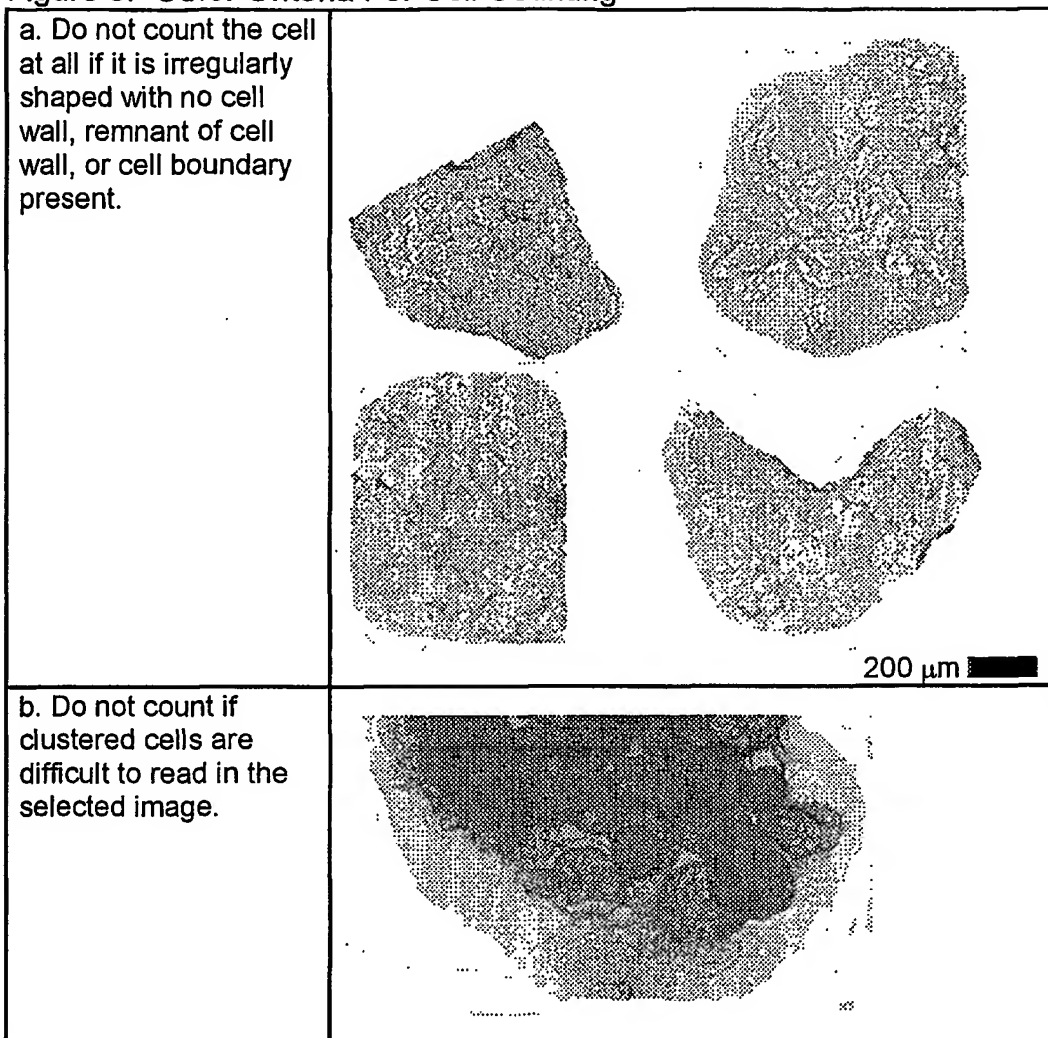 a. Do not count the cell
at all if it is irregularly
shaped with no cell
wall, remnant of cell
wall, or cell boundary
present.
200 μm
b. Do not count if
clustered cells are
difficult to read in the
selected image.